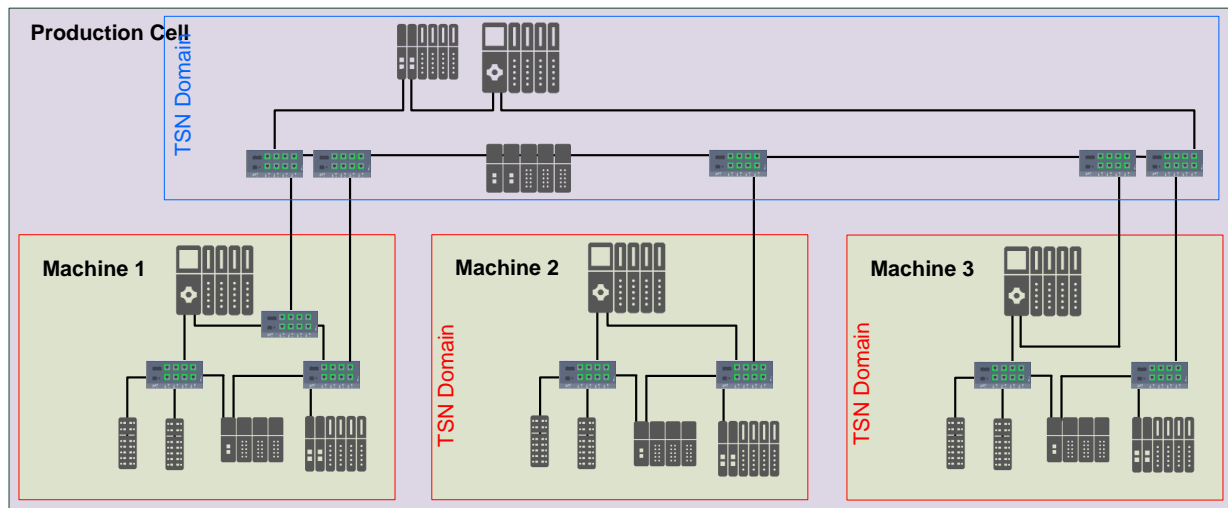 Production Cell
TSN Domain
Machine 1
Machine 2
TSN Domain
Machine 3
TSN Domain